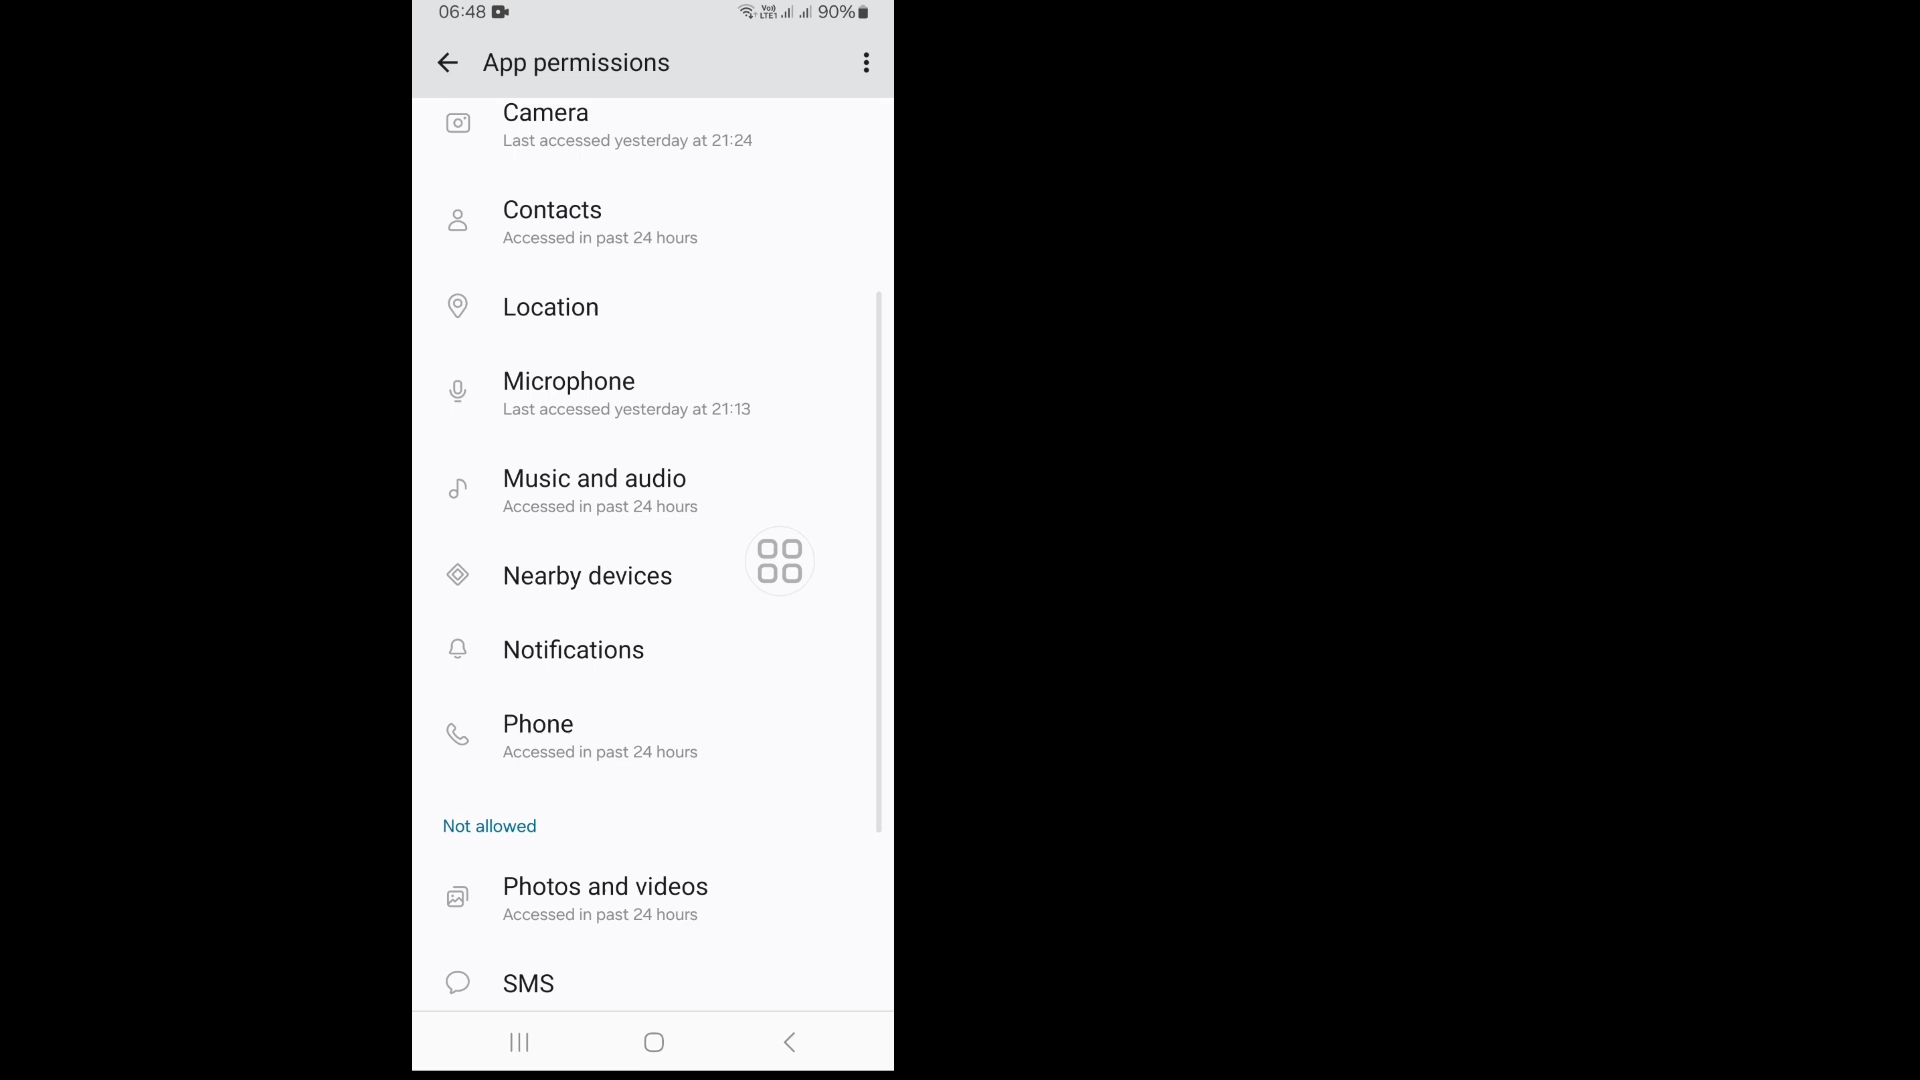 06:48
Vo)) LTE1 90%
App permissions
Camera
Last accessed yesterday at 21:24
Contacts
Accessed in past 24 hours
Location
Microphone
Last accessed yesterday at 21:13
Music and audio
Accessed in past 24 hours
Nearby devices
Notifications
Phone
Accessed in past 24 hours
Not allowed
Photos and videos
Accessed in past 24 hours
SMS